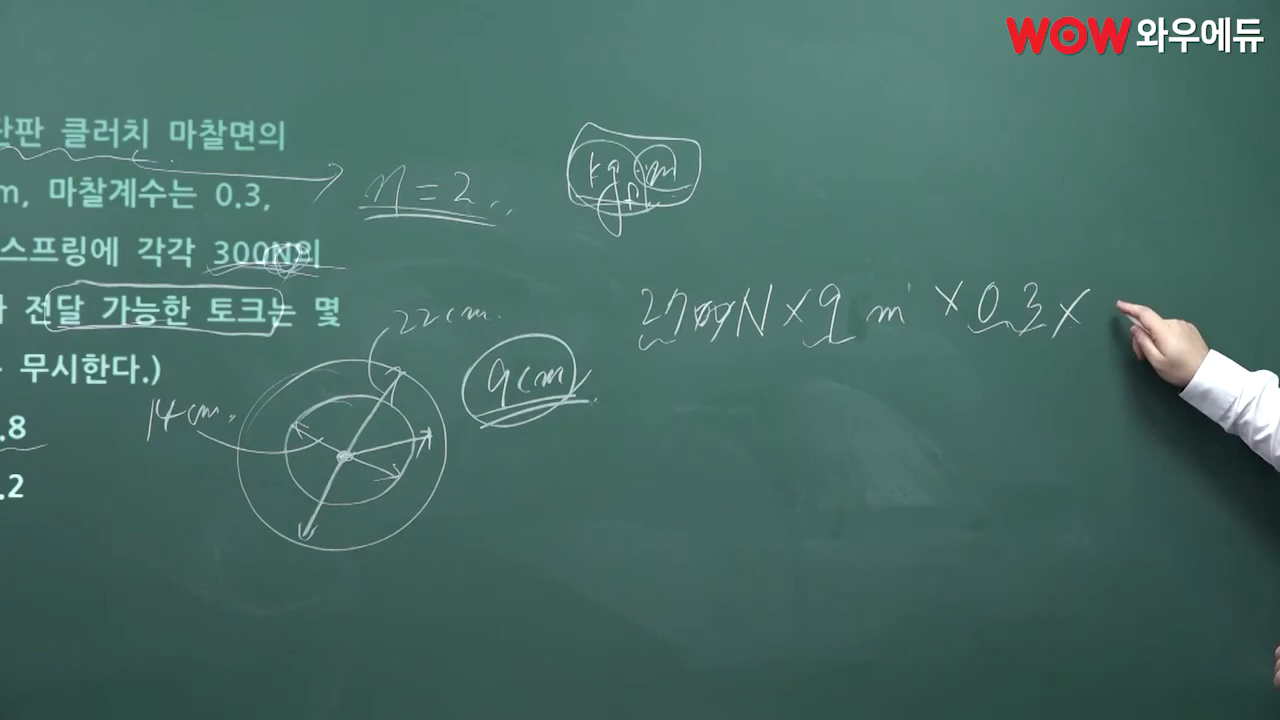 WOW 와우에듀
단판 클러치 마찰면의
m, 마찰계수는 0.3,
스프링에 각각 300N의
전달 가능한 토크는 몇
무시한다.)
.8
.2
n = 2
kgf m
2700N × 9 m × 0.3 ×
22cm.
9cm
14cm.